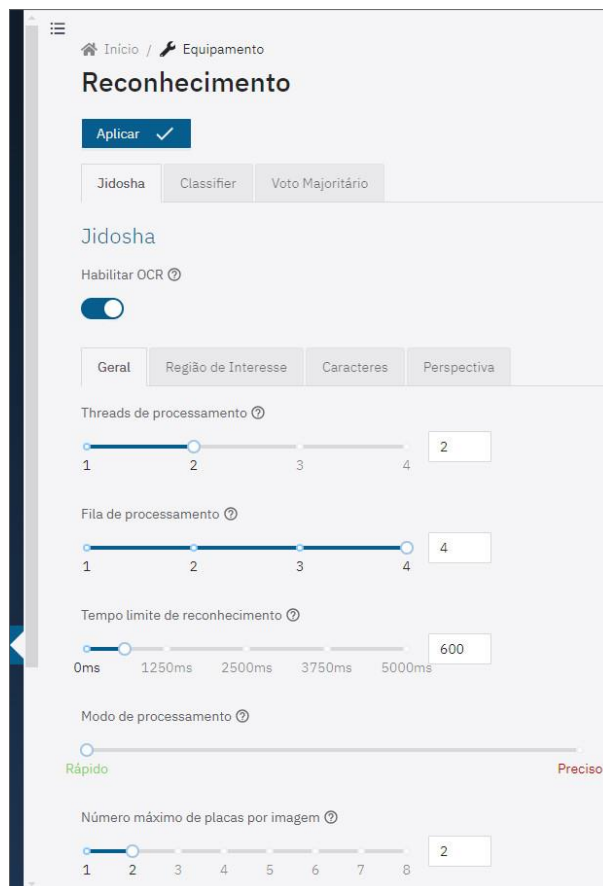 Início / Equipamento
Reconhecimento
Aplicar
Jidosha Classifier Voto Majoritário
Jidosha
Habilitar OCR
Geral Região de Interesse Caracteres Perspectiva
Threads de processamento
2
1 2 3 4
Fila de processamento
4
1 2 3 4
Tempo limite de reconhecimento
600
0ms 1250ms 2500ms 3750ms 5000ms
Modo de processamento
Rápido Preciso
Número máximo de placas por imagem
2
1 2 3 4 5 6 7 8